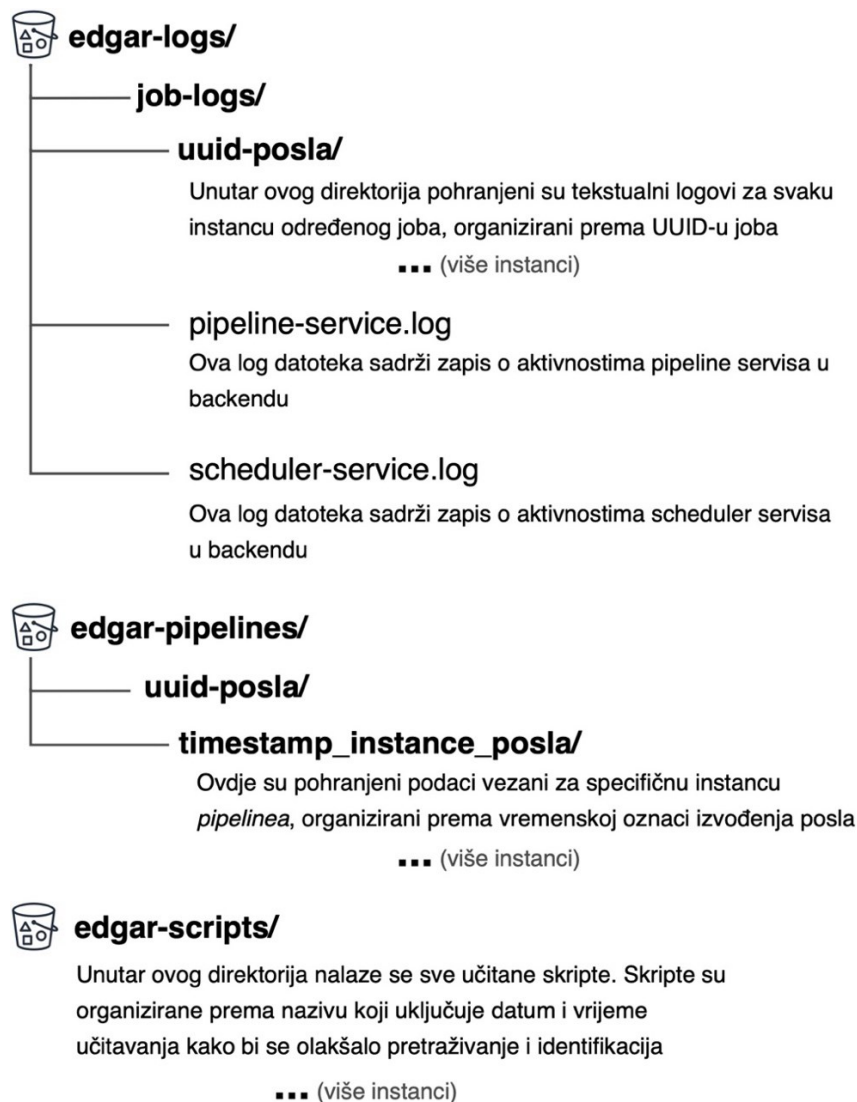 edgar-logs/
job-logs/
uuid-posla/
Unutar ovog direktorija pohranjeni su tekstualni logovi za svaku
instancu određenog joba, organizirani prema UUID-u joba
... (više instanci)
pipeline-service.log
Ova log datoteka sadrži zapis o aktivnostima pipeline servisa u
backendu
scheduler-service.log
Ova log datoteka sadrži zapis o aktivnostima scheduler servisa
u backendu
edgar-pipelines/
uuid-posla/
timestamp_instance_posla/
Ovdje su pohranjeni podaci vezani za specifičnu instancu
pipelinea, organizirani prema vremenskoj oznaci izvođenja posla
... (više instanci)
edgar-scripts/
Unutar ovog direktorija nalaze se sve učitane skripte. Skripte su
organizirane prema nazivu koji uključuje datum i vrijeme
učitavanja kako bi se olakšalo pretraživanje i identifikacija
... (više instanci)